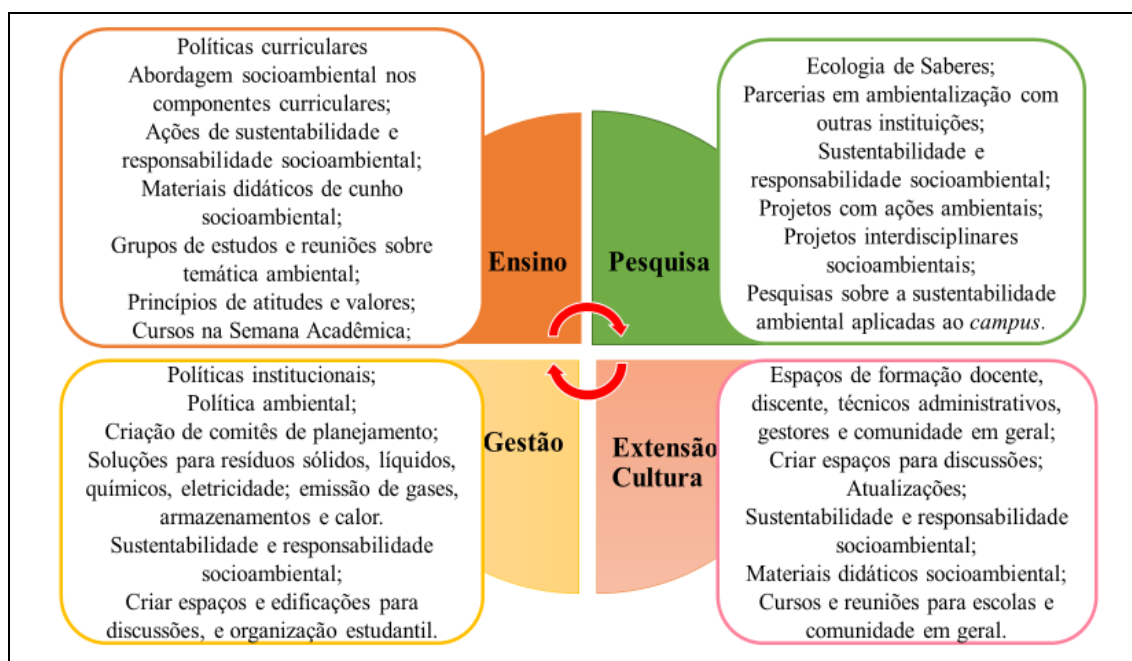 Políticas curriculares
Abordagem socioambiental nos
componentes curriculares;
Ações de sustentabilidade e
responsabilidade socioambiental;
Materiais didáticos de cunho
socioambiental;
Grupos de estudos e reuniões sobre
temática ambiental;
Princípios de atitudes e valores;
Cursos na Semana Acadêmica;
Ensino
Pesquisa
Ecologia de Saberes;
Parcerias em ambientalização com
outras instituições;
Sustentabilidade e
responsabilidade socioambiental;
Projetos com ações ambientais;
Projetos interdisciplinares
socioambientais;
Pesquisas sobre a sustentabilidade
ambiental aplicadas ao campus.
Políticas institucionais;
Política ambiental;
Criação de comitês de planejamento;
Soluções para resíduos sólidos, líquidos,
químicos, eletricidade; emissão de gases,
armazenamentos e calor.
Sustentabilidade e responsabilidade
socioambiental;
Criar espaços e edificações para
discussões, e organização estudantil.
Gestão
Extensão
Cultura
Espaços de formação docente,
discente, técnicos administrativos,
gestores e comunidade em geral;
Criar espaços para discussões;
Atualizações;
Sustentabilidade e responsabilidade
socioambiental;
Materiais didáticos socioambiental;
Cursos e reuniões para escolas e
comunidade em geral.